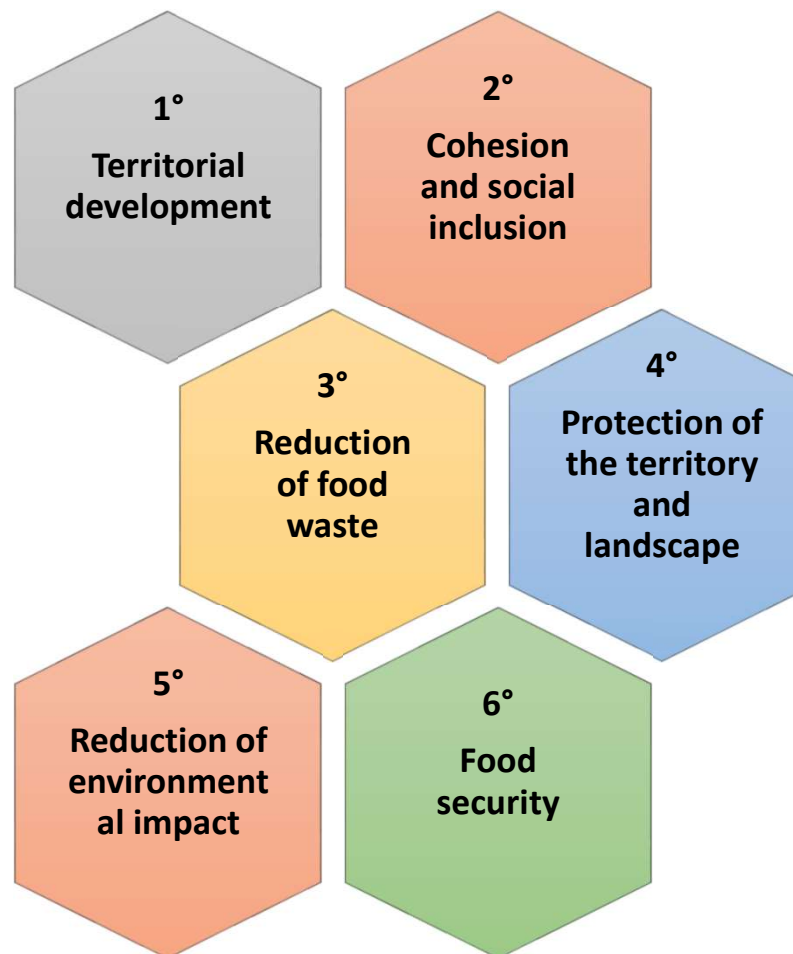 1°
Territorial
development
2°
Cohesion
and social
inclusion
3°
Reduction
of food
waste
4°
Protection of
the territory
and
landscape
5°
Reduction of
environment
al impact
6°
Food
security